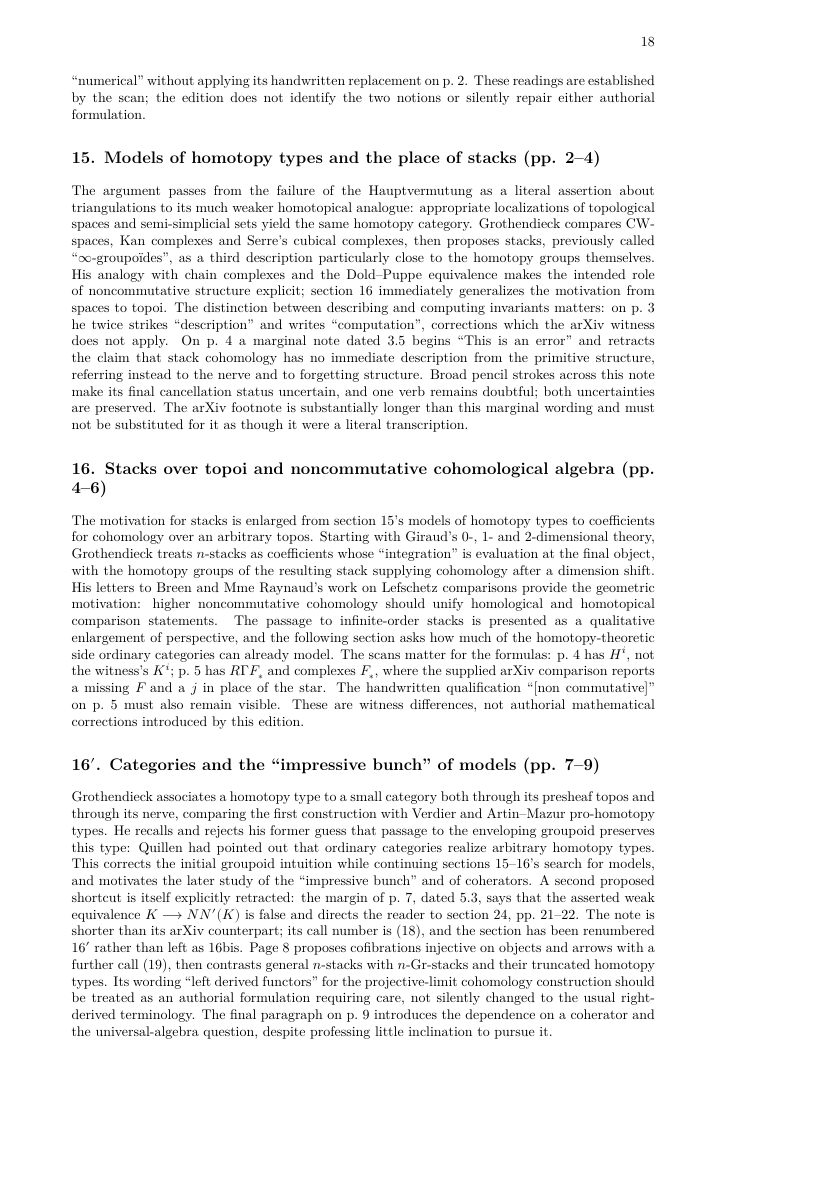 18
“numerical” without applying its handwritten replacement on p. 2. These readings are established
by the scan; the edition does not identify the two notions or silently repair either authorial
formulation.
15. Models of homotopy types and the place of stacks (pp. 2–4)
The argument passes from the failure of the Hauptvermutung as a literal assertion about
triangulations to its much weaker homotopical analogue: appropriate localizations of topological
spaces and semi-simplicial sets yield the same homotopy category. Grothendieck compares CW-
spaces, Kan complexes and Serre’s cubical complexes, then proposes stacks, previously called
“∞-groupoïdes”, as a third description particularly close to the homotopy groups themselves.
His analogy with chain complexes and the Dold–Puppe equivalence makes the intended role
of noncommutative structure explicit; section 16 immediately generalizes the motivation from
spaces to topoi. The distinction between describing and computing invariants matters: on p. 3
he twice strikes “description” and writes “computation”, corrections which the arXiv witness
does not apply. On p. 4 a marginal note dated 3.5 begins “This is an error” and retracts
the claim that stack cohomology has no immediate description from the primitive structure,
referring instead to the nerve and to forgetting structure. Broad pencil strokes across this note
make its final cancellation status uncertain, and one verb remains doubtful; both uncertainties
are preserved. The arXiv footnote is substantially longer than this marginal wording and must
not be substituted for it as though it were a literal transcription.
16. Stacks over topoi and noncommutative cohomological algebra (pp.
4–6)
The motivation for stacks is enlarged from section 15’s models of homotopy types to coefficients
for cohomology over an arbitrary topos. Starting with Giraud’s 0-, 1- and 2-dimensional theory,
Grothendieck treats n-stacks as coefficients whose “integration” is evaluation at the final object,
with the homotopy groups of the resulting stack supplying cohomology after a dimension shift.
His letters to Breen and Mme Raynaud’s work on Lefschetz comparisons provide the geometric
motivation: higher noncommutative cohomology should unify homological and homotopical
comparison statements. The passage to infinite-order stacks is presented as a qualitative
enlargement of perspective, and the following section asks how much of the homotopy-theoretic
side ordinary categories can already model. The scans matter for the formulas: p. 4 has Hⁱ, not
the witness’s Kⁱ; p. 5 has RΓF_* and complexes F_*, where the supplied arXiv comparison reports
a missing F and a j in place of the star. The handwritten qualification “[non commutative]”
on p. 5 must also remain visible. These are witness differences, not authorial mathematical
corrections introduced by this edition.
16′. Categories and the “impressive bunch” of models (pp. 7–9)
Grothendieck associates a homotopy type to a small category both through its presheaf topos and
through its nerve, comparing the first construction with Verdier and Artin–Mazur pro-homotopy
types. He recalls and rejects his former guess that passage to the enveloping groupoid preserves
this type: Quillen had pointed out that ordinary categories realize arbitrary homotopy types.
This corrects the initial groupoid intuition while continuing sections 15–16’s search for models,
and motivates the later study of the “impressive bunch” and of coherators. A second proposed
shortcut is itself explicitly retracted: the margin of p. 7, dated 5.3, says that the asserted weak
equivalence K ⟶ NN′(K) is false and directs the reader to section 24, pp. 21–22. The note is
shorter than its arXiv counterpart; its call number is (18), and the section has been renumbered
16′ rather than left as 16bis. Page 8 proposes cofibrations injective on objects and arrows with a
further call (19), then contrasts general n-stacks with n-Gr-stacks and their truncated homotopy
types. Its wording “left derived functors” for the projective-limit cohomology construction should
be treated as an authorial formulation requiring care, not silently changed to the usual right-
derived terminology. The final paragraph on p. 9 introduces the dependence on a coherator and
the universal-algebra question, despite professing little inclination to pursue it.